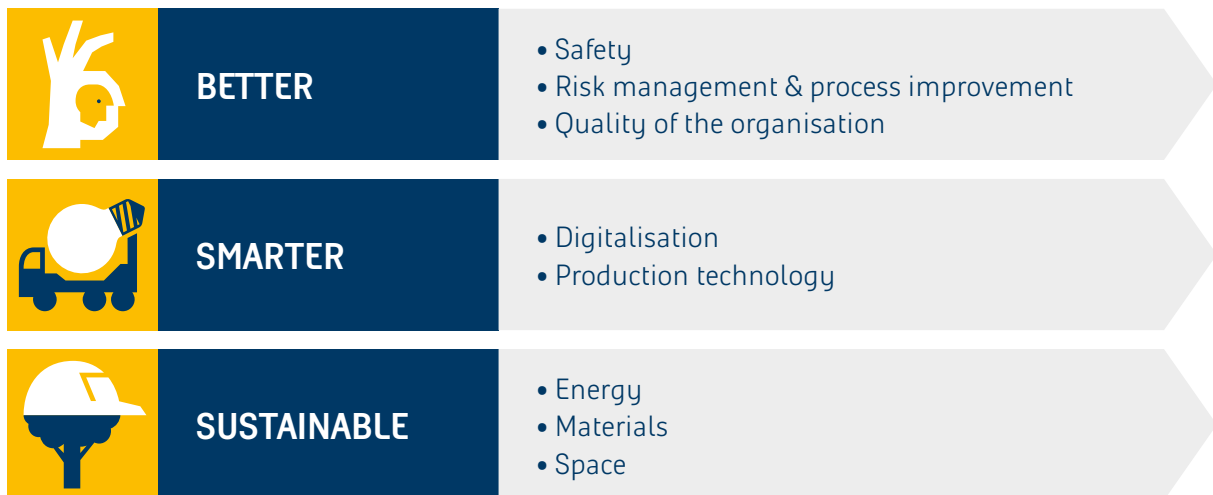 BETTER
• Safety
• Risk management & process improvement
• Quality of the organisation
SMARTER
• Digitalisation
• Production technology
SUSTAINABLE
• Energy
• Materials
• Space